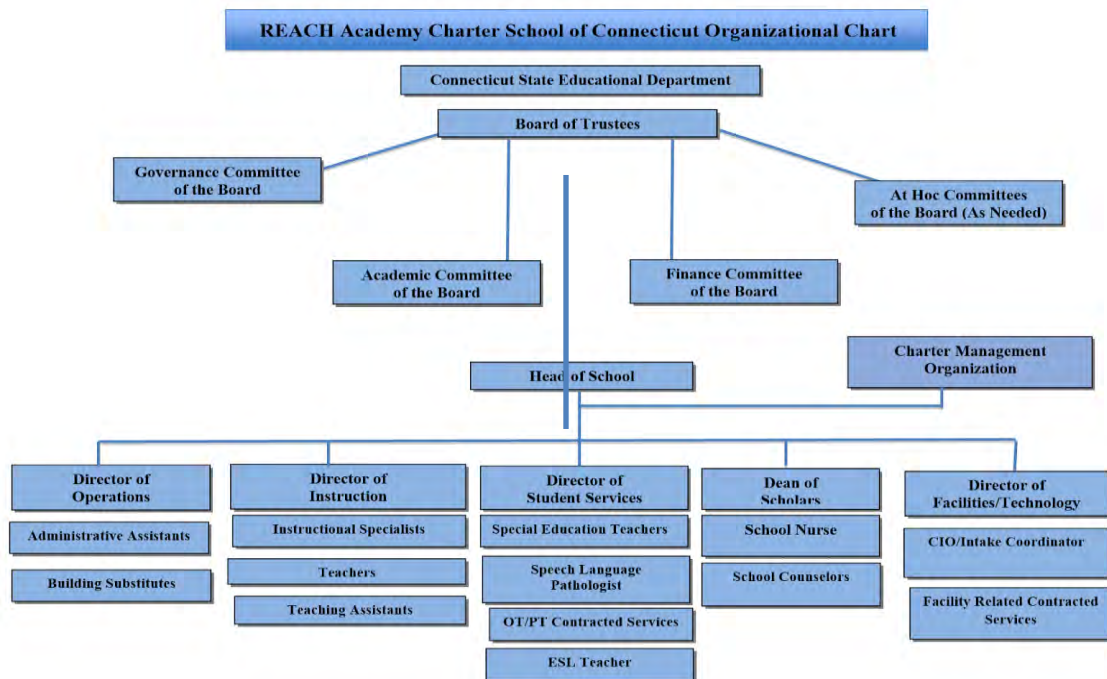 REACH Academy Charter School of Connecticut Organizational Chart
Connecticut State Educational Department
Board of Trustees
Governance Committee
of the Board
At Hoc Committees
of the Board (As Needed)
Academic Committee
of the Board
Finance Committee
of the Board
Charter Management
Organization
Head of School
Director of
Operations
Administrative Assistants
Building Substitutes
Director of
Instruction
Instructional Specialists
Teachers
Teaching Assistants
Director of
Student Services
Special Education Teachers
Speech Language
Pathologist
OT/PT Contracted Services
ESL Teacher
Dean of
Scholars
School Nurse
School Counselors
Director of
Facilities/Technology
CIO/Intake Coordinator
Facility Related Contracted
Services